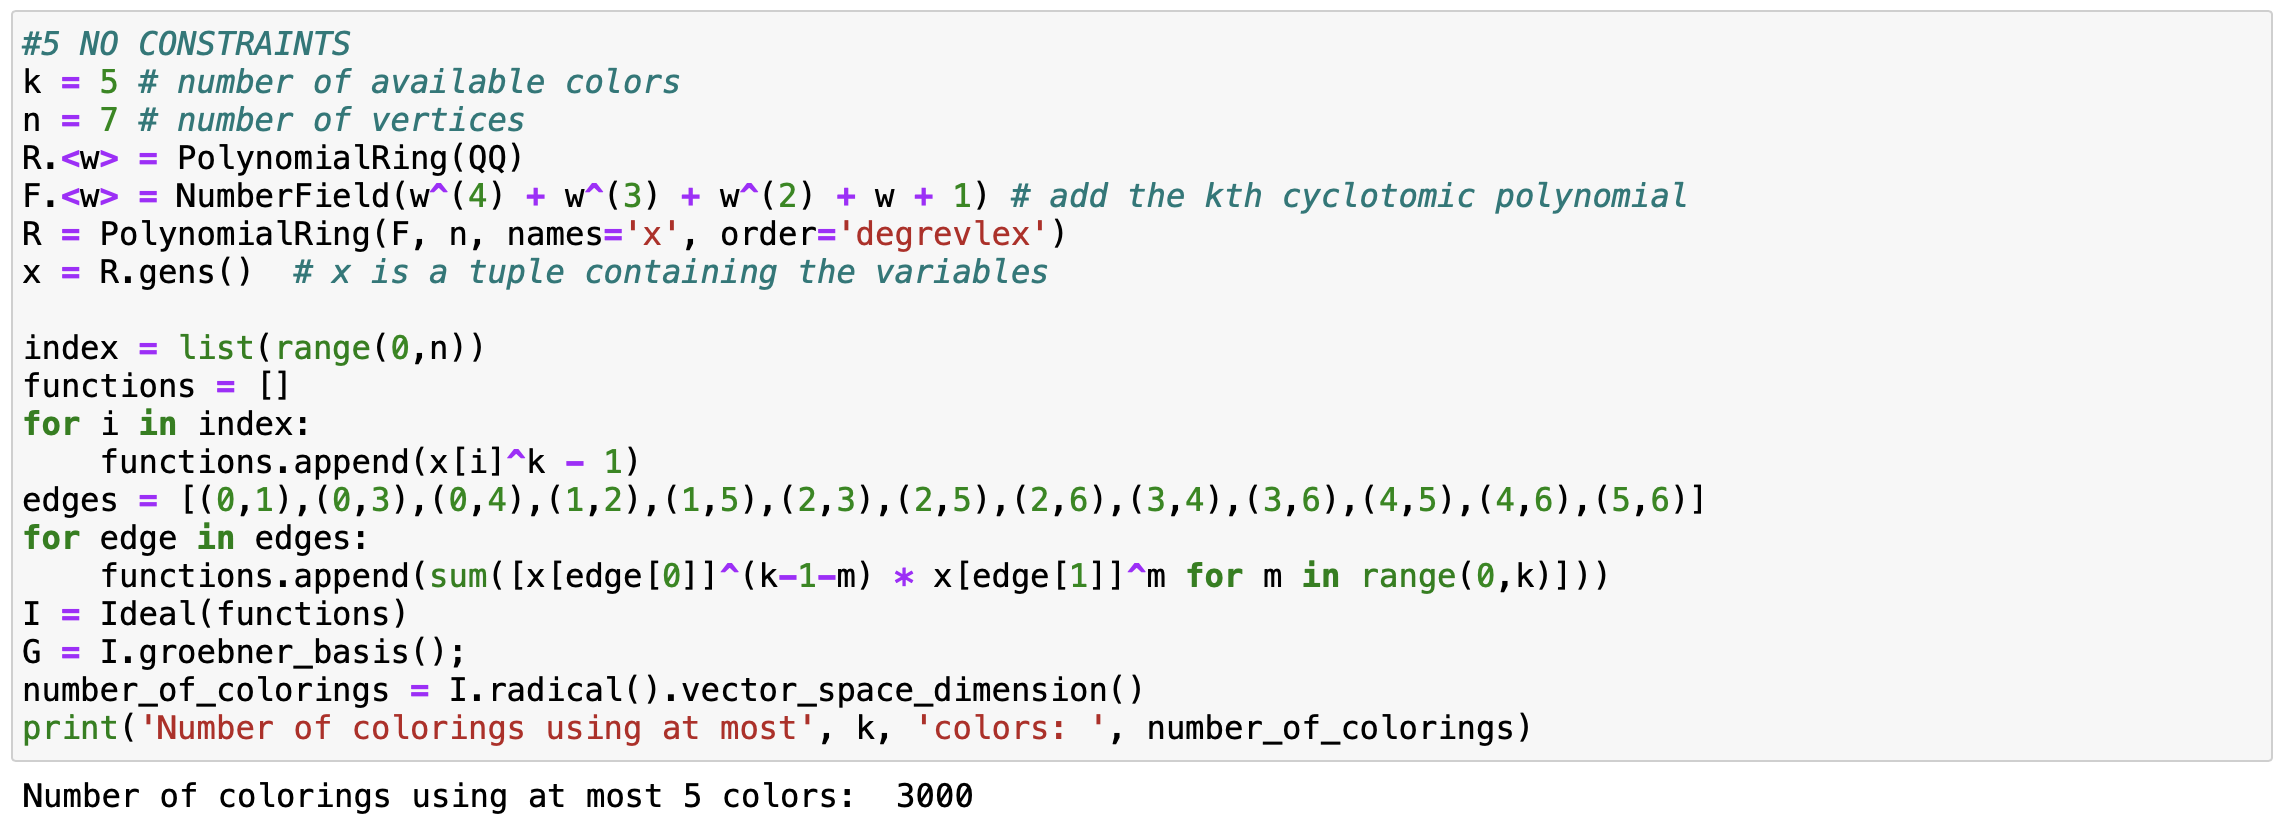 #5 NO CONSTRAINTS
k = 5 # number of available colors
n = 7 # number of vertices
R.<w> = PolynomialRing(QQ)
F.<w> = NumberField(w^(4) + w^(3) + w^(2) + w + 1) # add the kth cyclotomic polynomial
R = PolynomialRing(F, n, names='x', order='degrevlex')
x = R.gens()  # x is a tuple containing the variables
index = list(range(0,n))
functions = []
for i in index:
    functions.append(x[i]^k - 1)
edges = [(0,1),(0,3),(0,4),(1,2),(1,5),(2,3),(2,5),(2,6),(3,4),(3,6),(4,5),(4,6),(5,6)]
for edge in edges:
    functions.append(sum([x[edge[0]]^(k-1-m) * x[edge[1]]^m for m in range(0,k)]))
I = Ideal(functions)
G = I.groebner_basis();
number_of_colorings = I.radical().vector_space_dimension()
print('Number of colorings using at most', k, 'colors: ', number_of_colorings)
Number of colorings using at most 5 colors:  3000